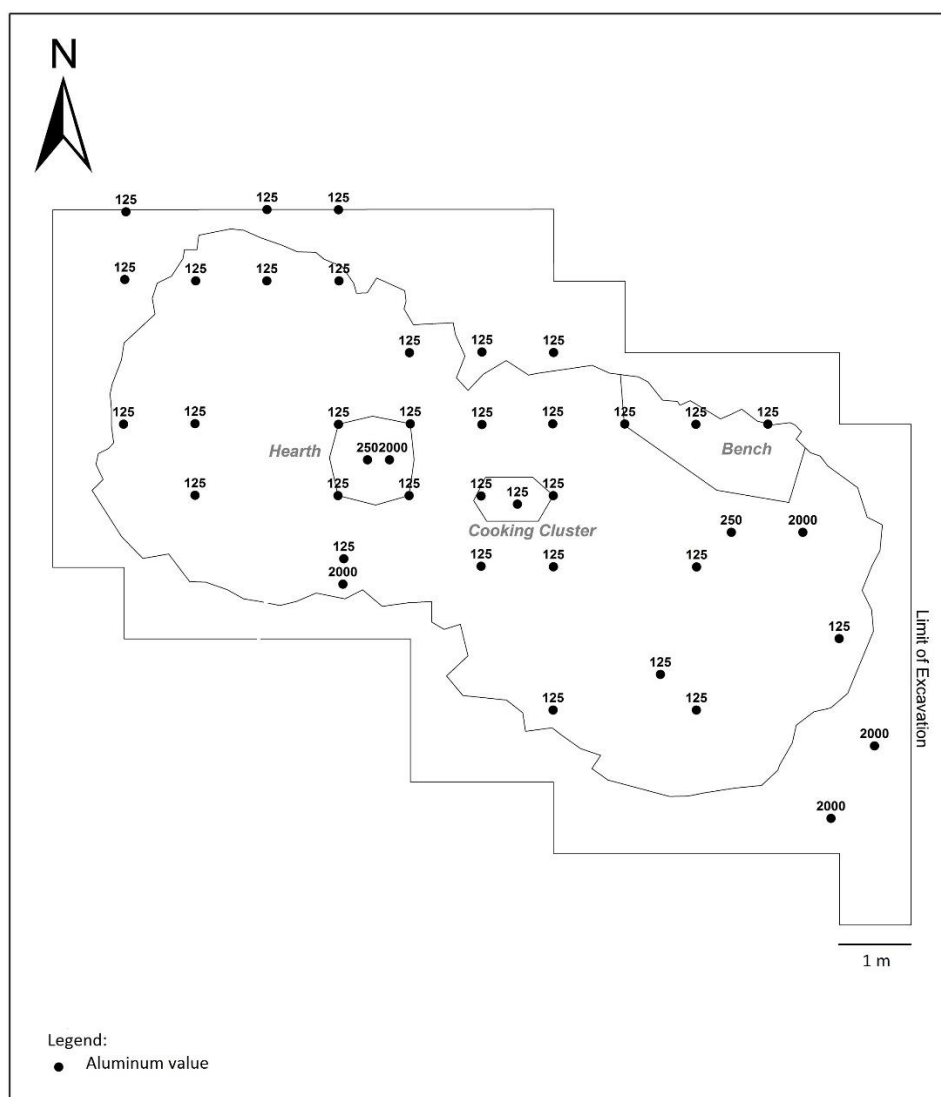 N
125 125 125
125 125 125 125
125 125 125
125 125 125 125 125 125 125 125 125
Hearth 250 2000 Bench
125 125 125 125 125 125
Cooking Cluster
250 2000
125 125 125 125
2000
125
125
125 125
2000
2000
Limit of Excavation
1 m
Legend:
Aluminum value